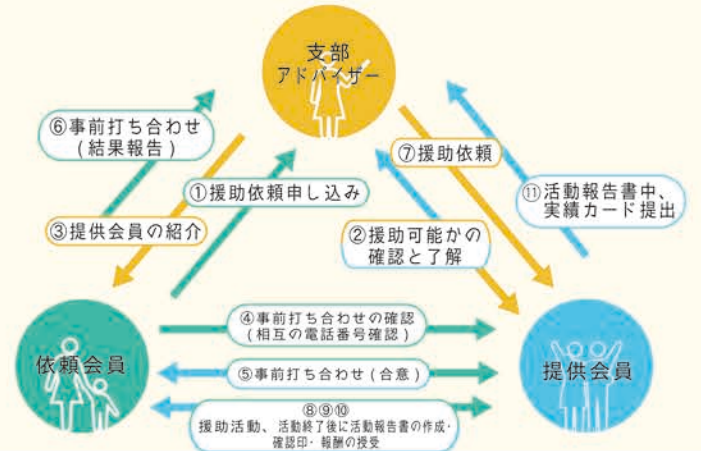 支部
アドバイザー
⑥事前打ち合わせ
(結果報告)
⑦援助依頼
①援助依頼申し込み
⑪活動報告書中、
実績カード提出
③提供会員の紹介
②援助可能かの
確認と了解
④事前打ち合わせの確認
(相互の電話番号確認)
依頼会員
提供会員
⑤事前打ち合わせ(合意)
⑧⑨⑩
援助活動、活動終了後に活動報告書の作成・
確認印・報酬の授受